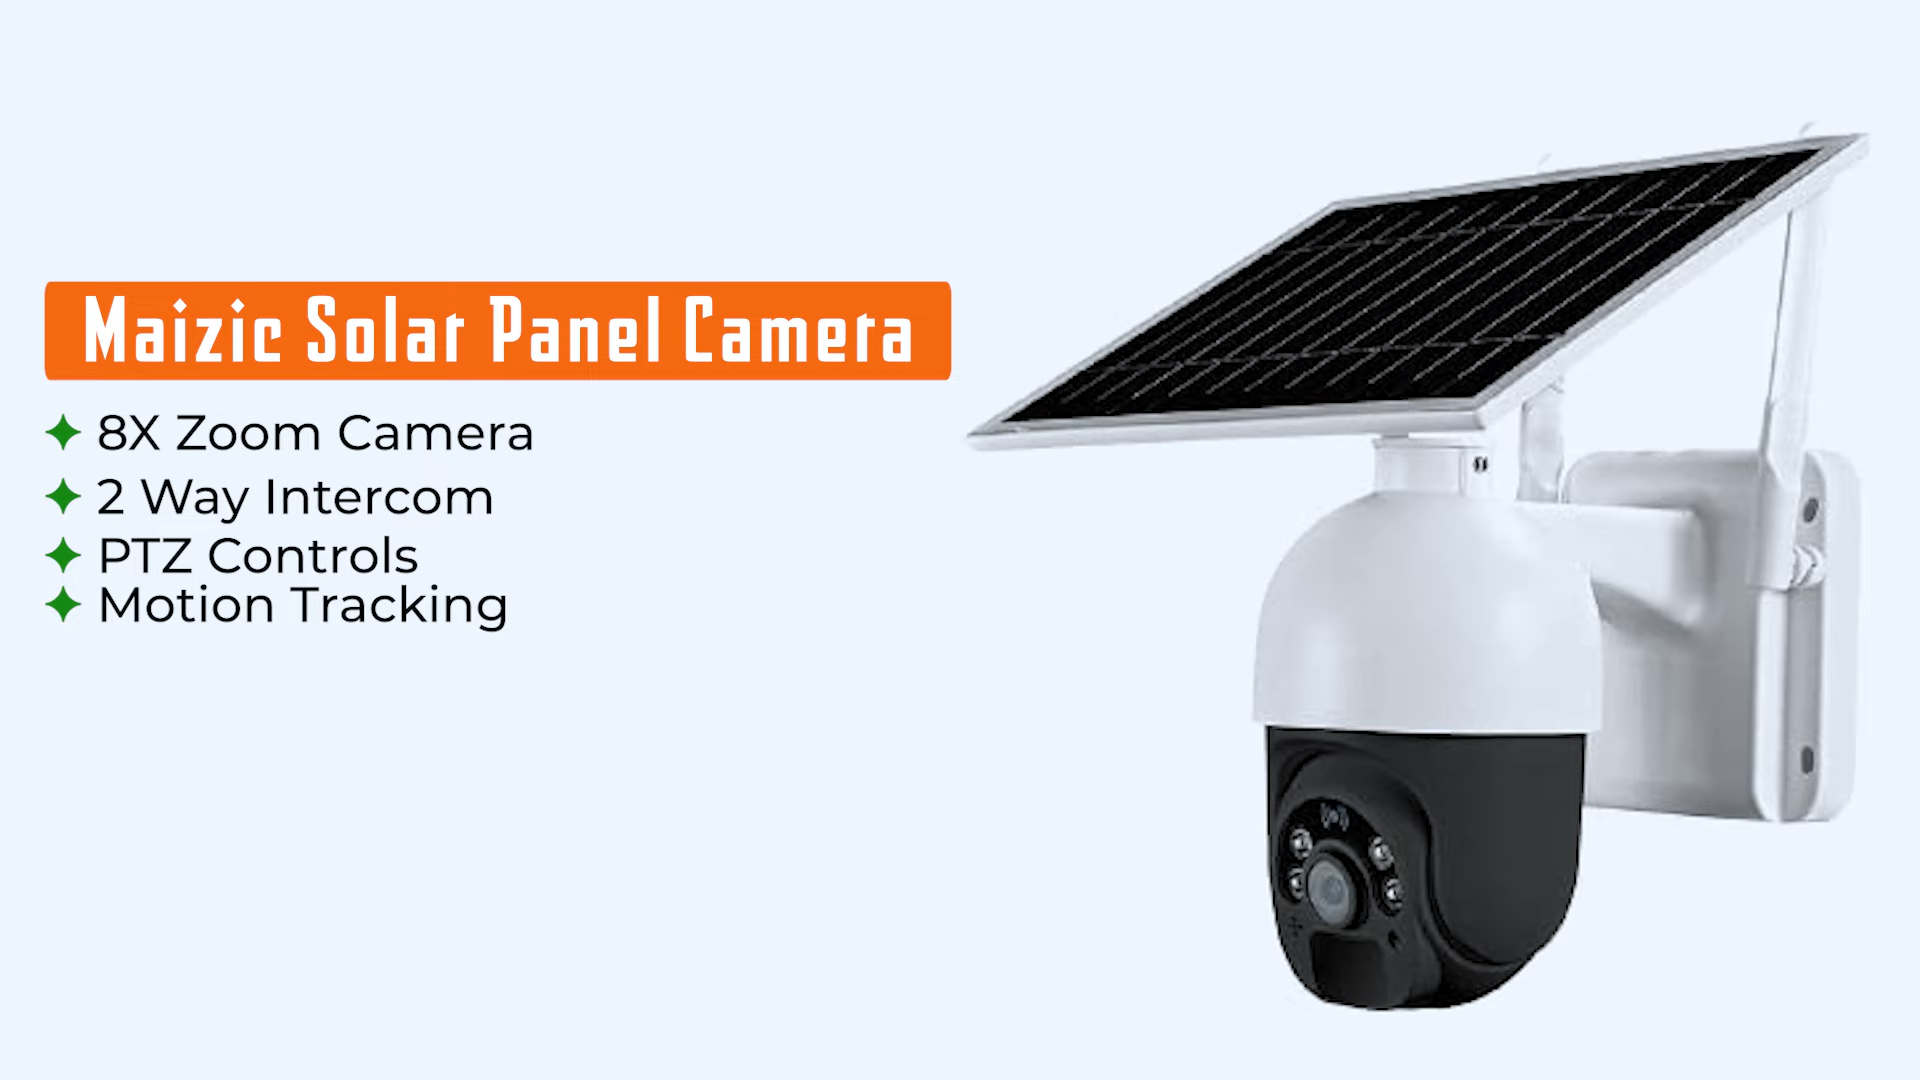 Maizic Solar Panel Camera
8X Zoom Camera
2 Way Intercom
PTZ Controls
Motion Tracking